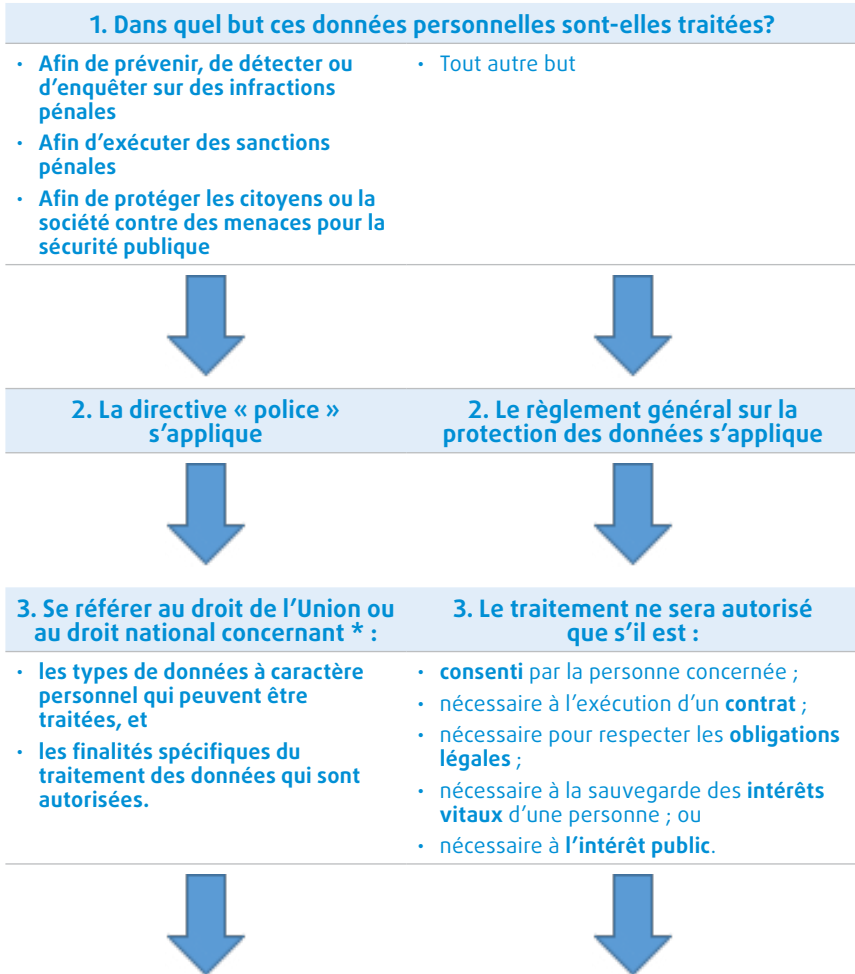 1. Dans quel but ces données personnelles sont-elles traitées?
• Afin de prévenir, de détecter ou
d'enquêter sur des infractions
pénales
• Afin d'exécuter des sanctions
pénales
• Afin de protéger les citoyens ou la
société contre des menaces pour la
sécurité publique
• Tout autre but
2. La directive « police »
s'applique
2. Le règlement général sur la
protection des données s'applique
3. Se référer au droit de l'Union ou
au droit national concernant * :
• les types de données à caractère
personnel qui peuvent être
traitées, et
• les finalités spécifiques du
traitement des données qui sont
autorisées.
3. Le traitement ne sera autorisé
que s'il est :
• consenti par la personne concernée ;
• nécessaire à l'exécution d'un contrat ;
• nécessaire pour respecter les obligations
légales ;
• nécessaire à la sauvegarde des intérêts
vitaux d'une personne ; ou
• nécessaire à l'intérêt public.